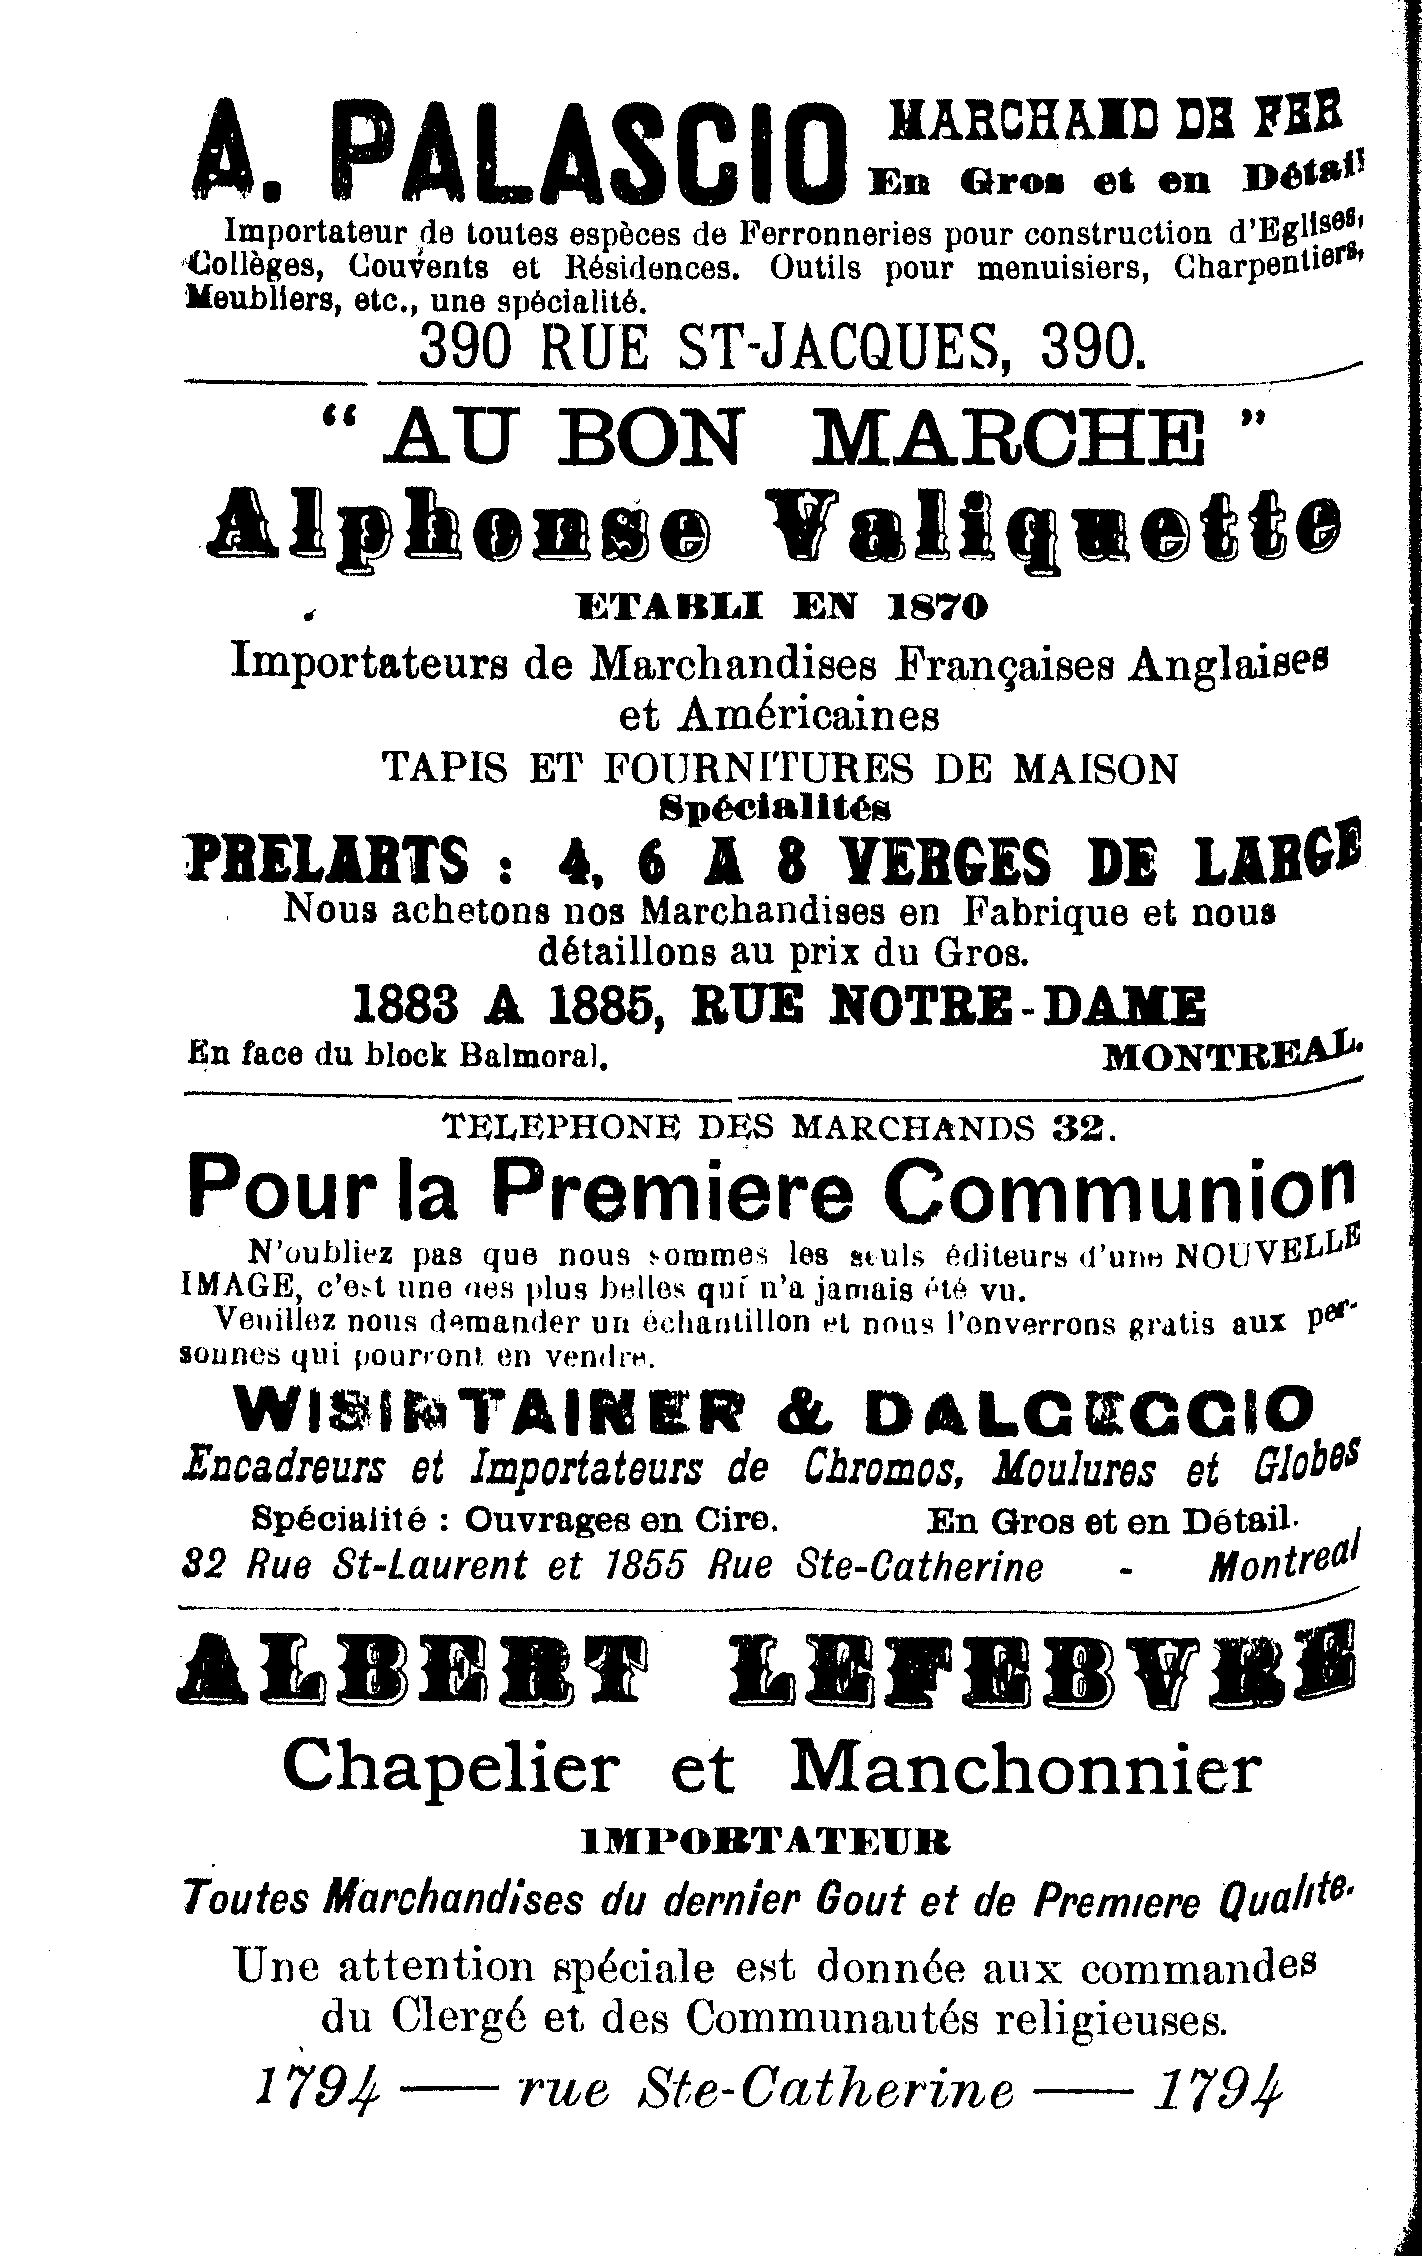 A. PALASCIO MARCHAND DE FER
En Gros et en Détail
Importateur de toutes espèces de Ferronneries pour construction d'Eglises,
Collèges, Couvents et Résidences. Outils pour menuisiers, Charpentiers,
Meubliers, etc., une spécialité.
390 RUE ST-JACQUES, 390.
“ AU BON MARCHE ”
Alphonse Valiquette
ETABLI EN 1870
Importateurs de Marchandises Françaises Anglaises
et Américaines
TAPIS ET FOURNITURES DE MAISON
Spécialités
PRELARTS : 4, 6 A 8 VERGES DE LARGE
Nous achetons nos Marchandises en Fabrique et nous
détaillons au prix du Gros.
1883 A 1885, RUE NOTRE-DAME
En face du block Balmoral. MONTREAL.
TELEPHONE DES MARCHANDS 32.
Pour la Premiere Communion
N'oubliez pas que nous sommes les seuls éditeurs d'une NOUVELLE
IMAGE, c'est une des plus belles qui n'a jamais été vu.
Veuillez nous demander un échantillon et nous l'onverrons gratis aux per-
sonnes qui pourront en vendre.
WISINTAINER & DALCUCCIO
Encadreurs et Importateurs de Chromos, Moulures et Globes
Spécialité : Ouvrages en Cire. En Gros et en Détail.
32 Rue St-Laurent et 1855 Rue Ste-Catherine - Montreal
ALBERT LEFEBVRE
Chapelier et Manchonnier
IMPORTATEUR
Toutes Marchandises du dernier Gout et de Premiere Qualite.
Une attention spéciale est donnée aux commandes
du Clergé et des Communautés religieuses.
1794 — rue Ste-Catherine — 1794